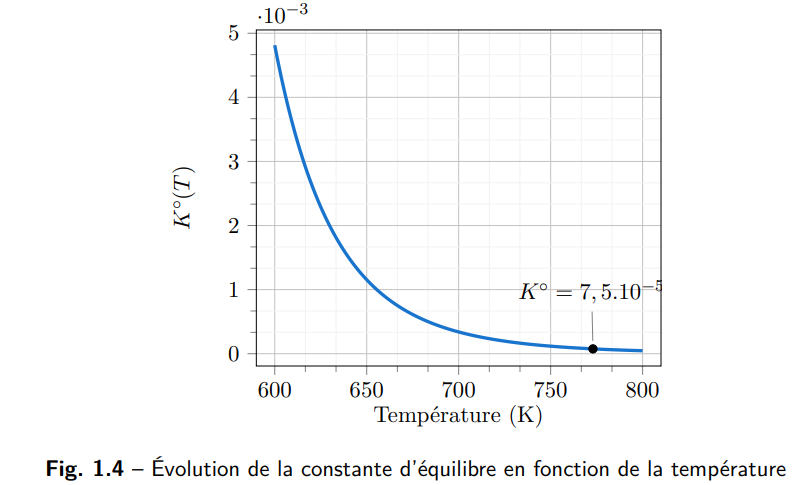 ·10⁻³
5
4
3
2
1
0
K°(T)
K° = 7, 5.10⁻⁵
600 650 700 750 800
Température (K)
Fig. 1.4 – Évolution de la constante d'équilibre en fonction de la température